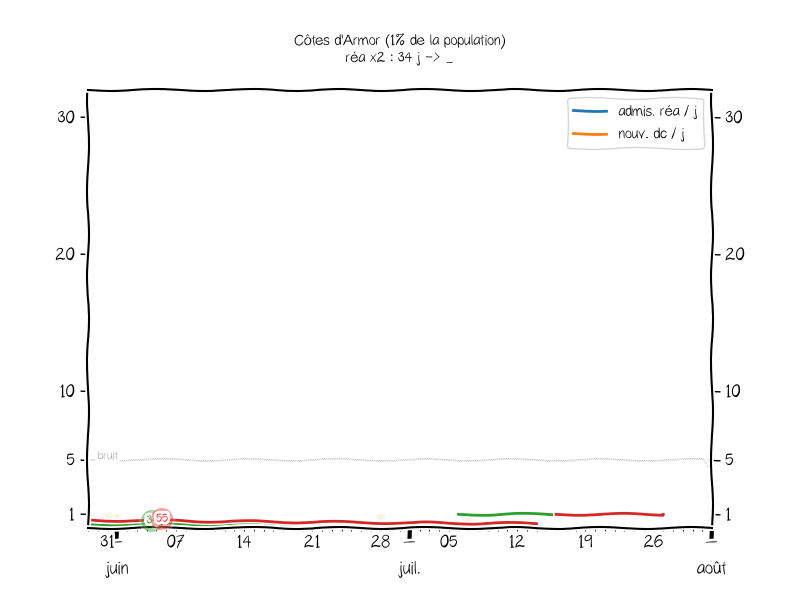 Côtes d'Armor (1% de la population)
réa x2 : 34 j -> _
admis. réa / j
nouv. dc / j
30 30
20 20
10 10
5 bruit 5
1 55 1
31 07 14 21 28 05 12 19 26
juin juil. août